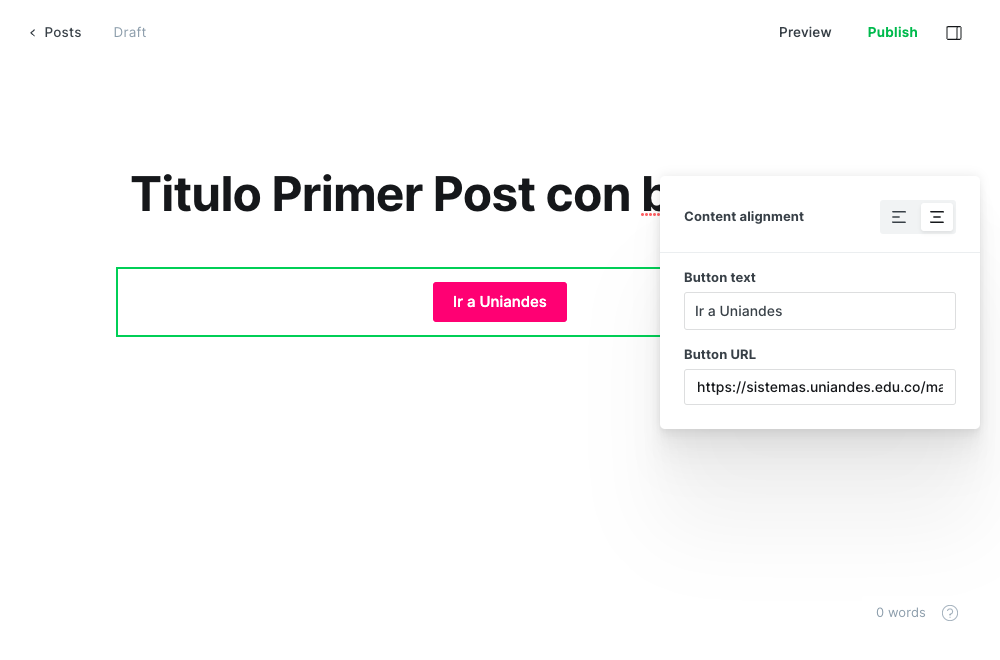 Posts
Draft
Preview
Publish
Titulo Primer Post con b
Content alignment
Button text
Ir a Uniandes
Ir a Uniandes
Button URL
https://sistemas.uniandes.edu.co/ma
0 words
?